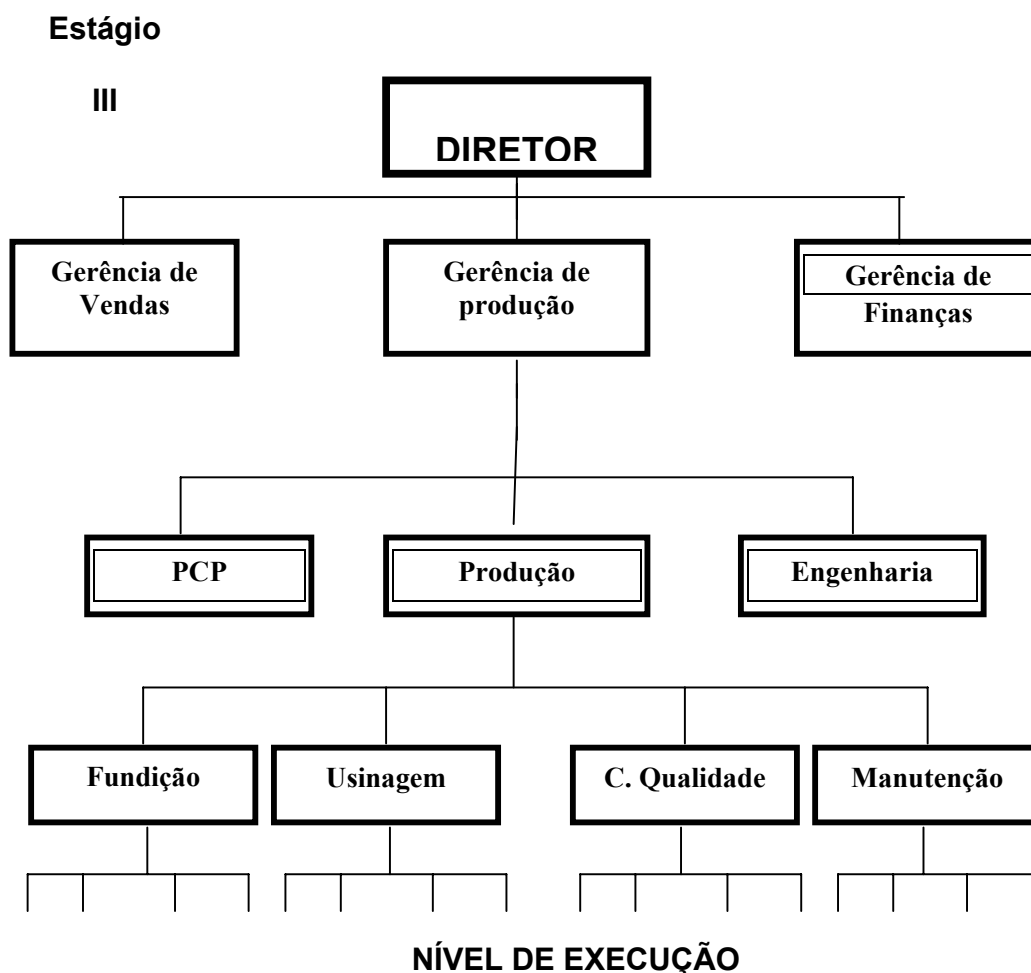 Estágio
III
DIRETOR
Gerência de
Vendas
Gerência de
produção
Gerência de
Finanças
PCP
Produção
Engenharia
Fundição
Usinagem
C. Qualidade
Manutenção
NÍVEL DE EXECUÇÃO